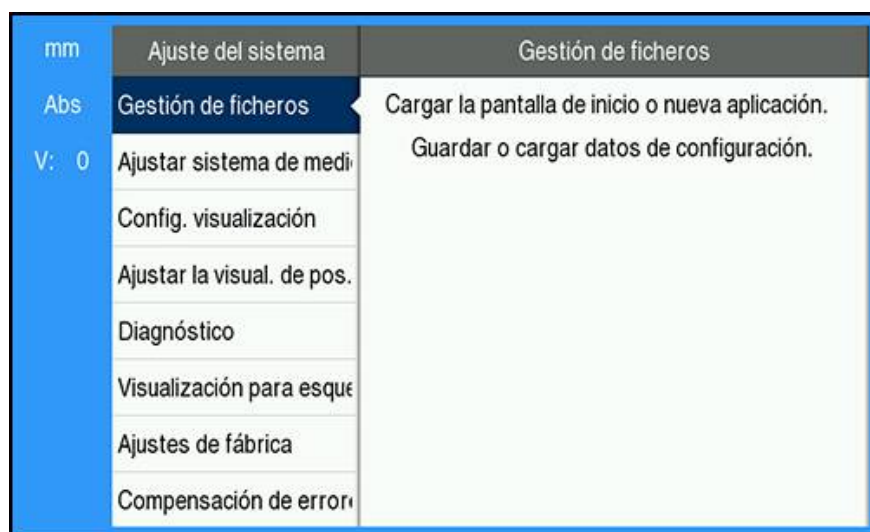 mm
Ajuste del sistema
Gestión de ficheros
Abs
Gestión de ficheros
Cargar la pantalla de inicio o nueva aplicación.
V: 0
Guardar o cargar datos de configuración.
Ajustar sistema de medi
Config. visualización
Ajustar la visual. de pos.
Diagnóstico
Visualización para esque
Ajustes de fábrica
Compensación de error